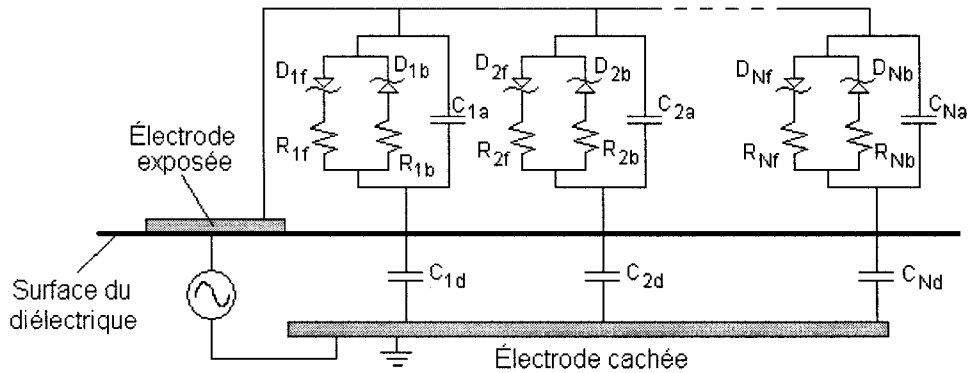 D1f
D1b
C1a
R1f
R1b
D2f
D2b
C2a
R2f
R2b
DNf
DNb
CNa
RNf
RNb
Électrode
exposée
Surface du
diélectrique
C1d
C2d
CNd
Électrode cachée